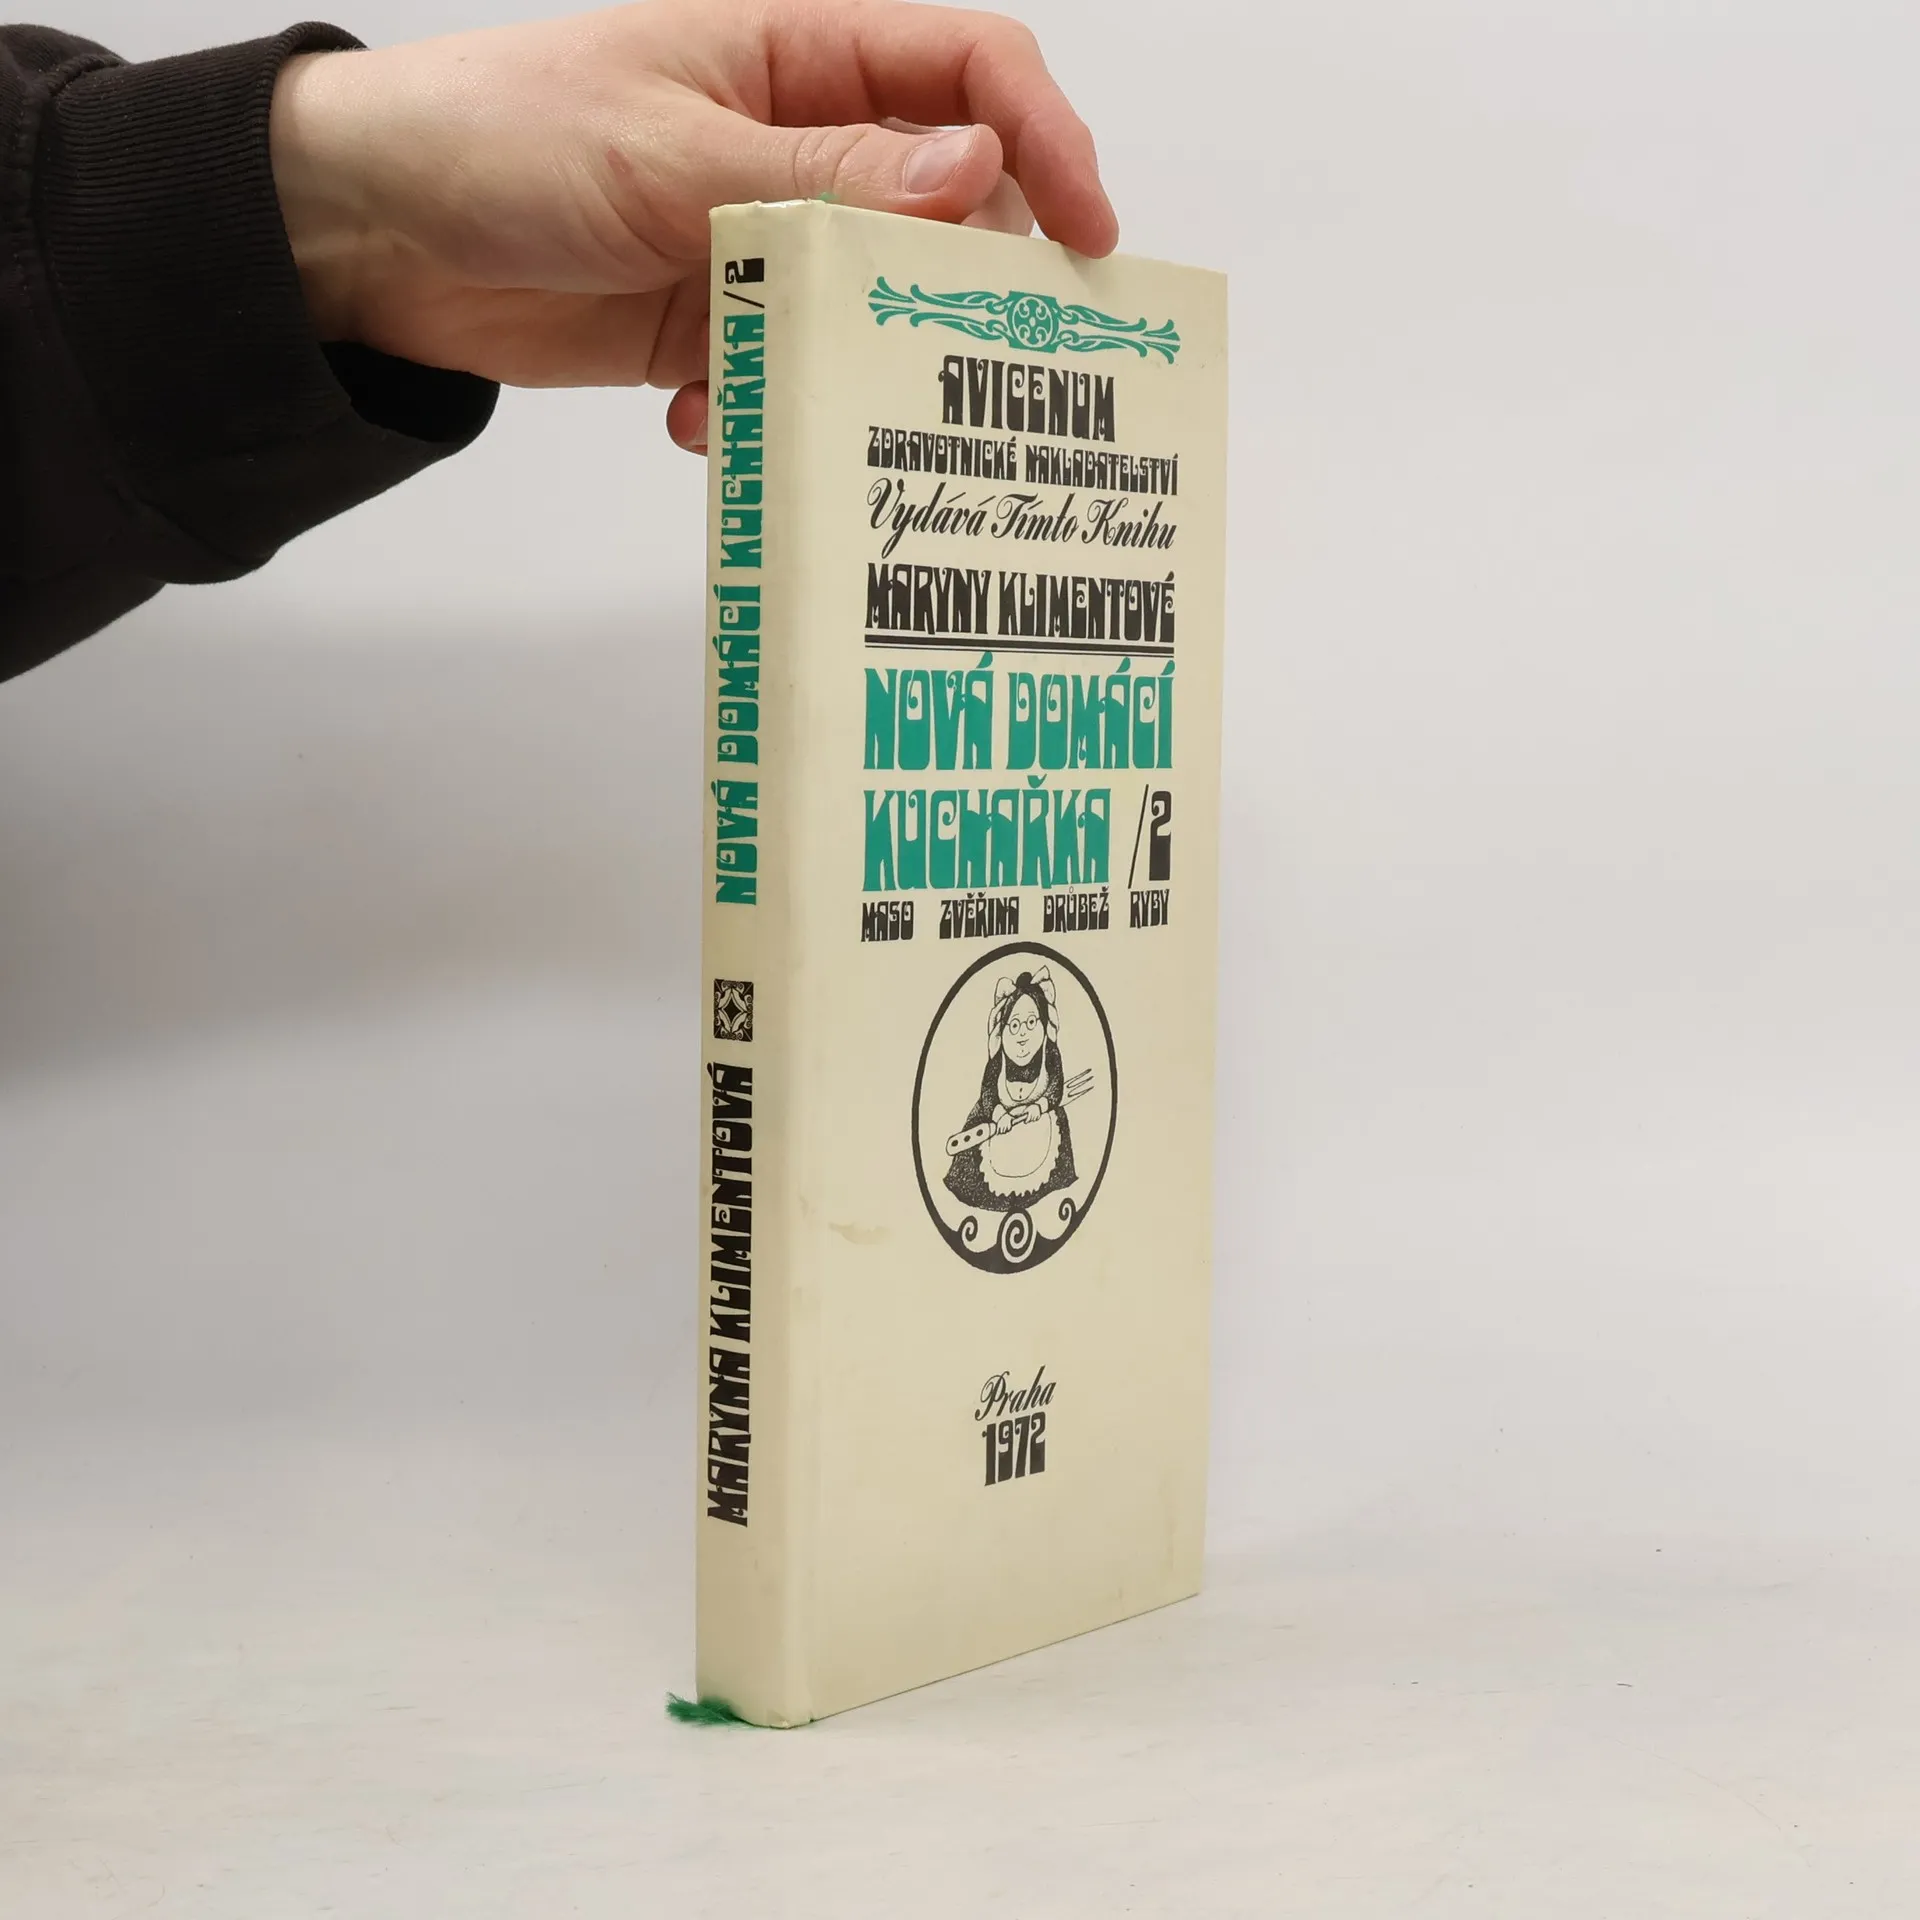 NOVÁ DOMÁCÍ KUCHAŘKA/2
MARYNA KLIMENTOVÁ
AVICENUM
ZDRAVOTNICKÉ NAKLADATELSTVÍ
Vydává Tímto Knihu
MARYNY KLIMENTOVÉ
NOVÁ DOMÁCÍ
KUCHAŘKA /2
MASO ZVĚŘINA DRŮBEŽ RYBY
Praha
1972